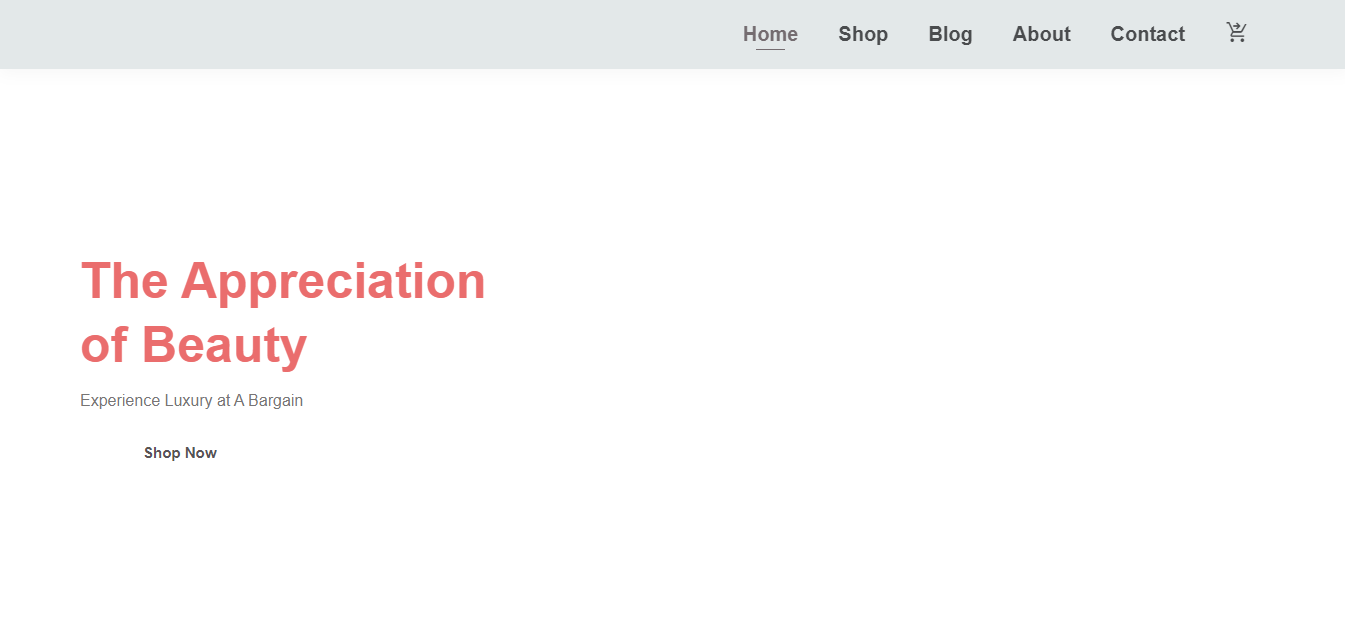 Home Shop Blog About Contact
The Appreciation
of Beauty
Experience Luxury at A Bargain
Shop Now